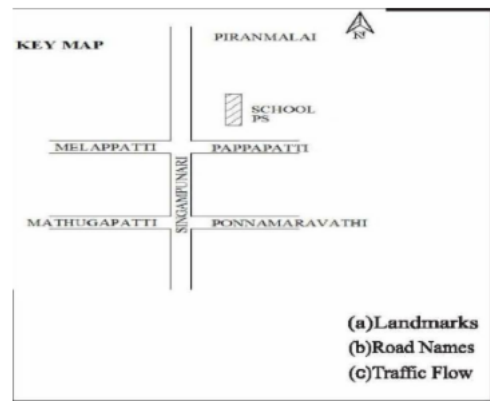 PIRANMALAI
N
KEY MAP
SCHOOL
PS
MELAPPATTI
PAPPAPATTI
SINGAMPUNARI
MATHUGAPATTI
PONNAMARAVATHI
(a)Landmarks
(b)Road Names
(c)Traffic Flow